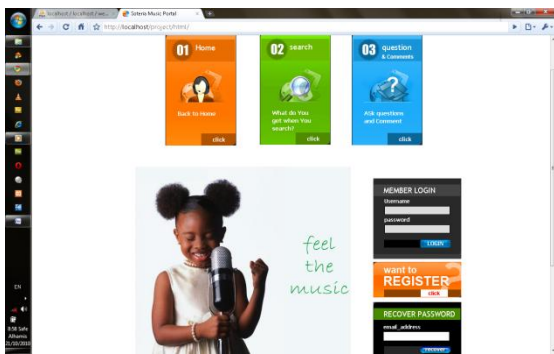 localhost / localhost / we...
Soteris Music Portal
http://localhost/project/html/
01 Home
Back to Home
click
02 search
What do You
get when You
search?
click
03 question
& Comments
ASk questions
and Comment
click
feel
the
music
MEMBER LOGIN
Username
password
LOGIN
want to
REGISTER
click
RECOVER PASSWORD
email_address
recover
EN
9:58 Safe
Alhamis
21/10/2010